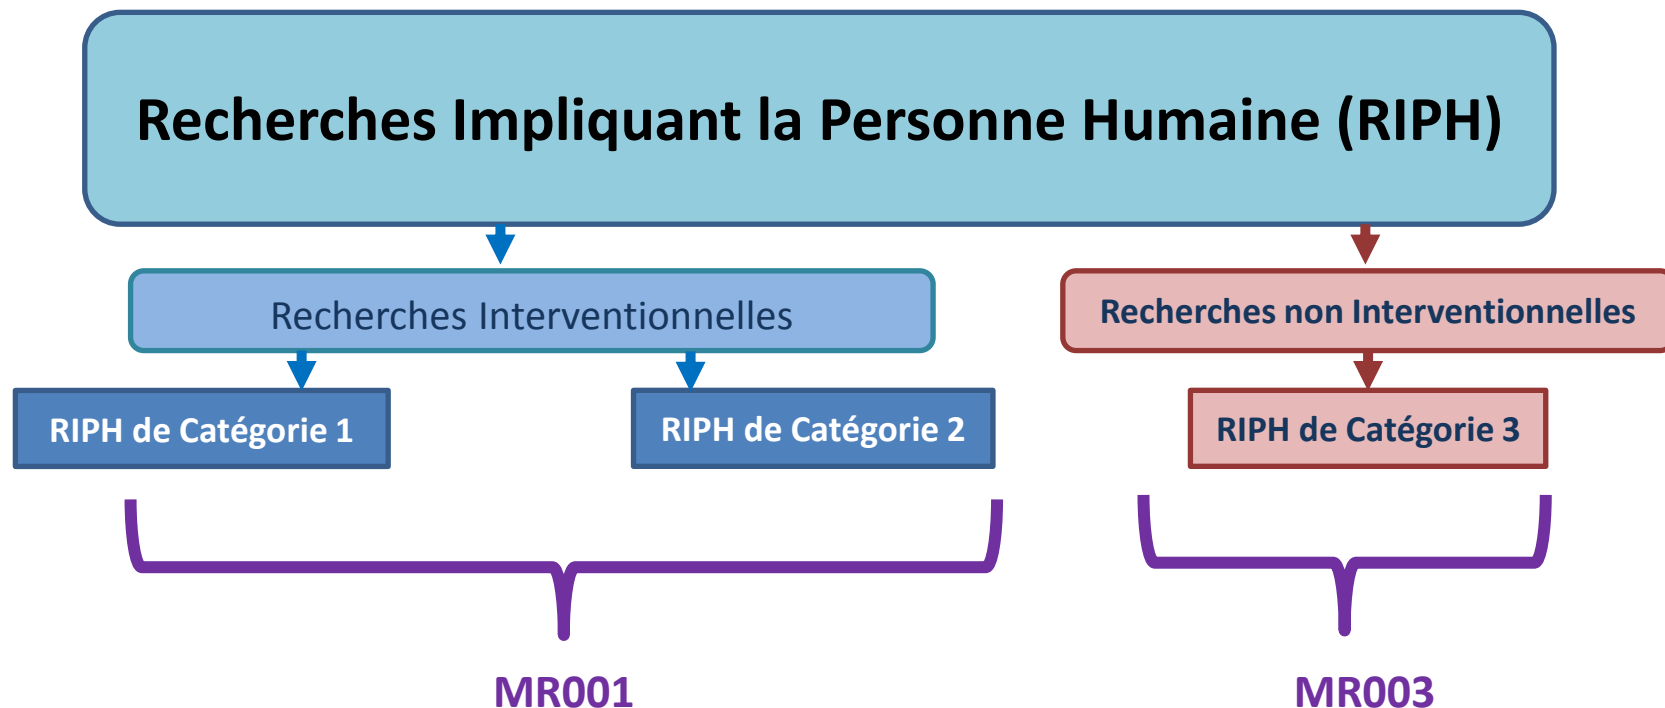 Recherches Impliquant la Personne Humaine (RIPH)
Recherches Interventionnelles
Recherches non Interventionnelles
RIPH de Catégorie 1
RIPH de Catégorie 2
RIPH de Catégorie 3
MR001
MR003